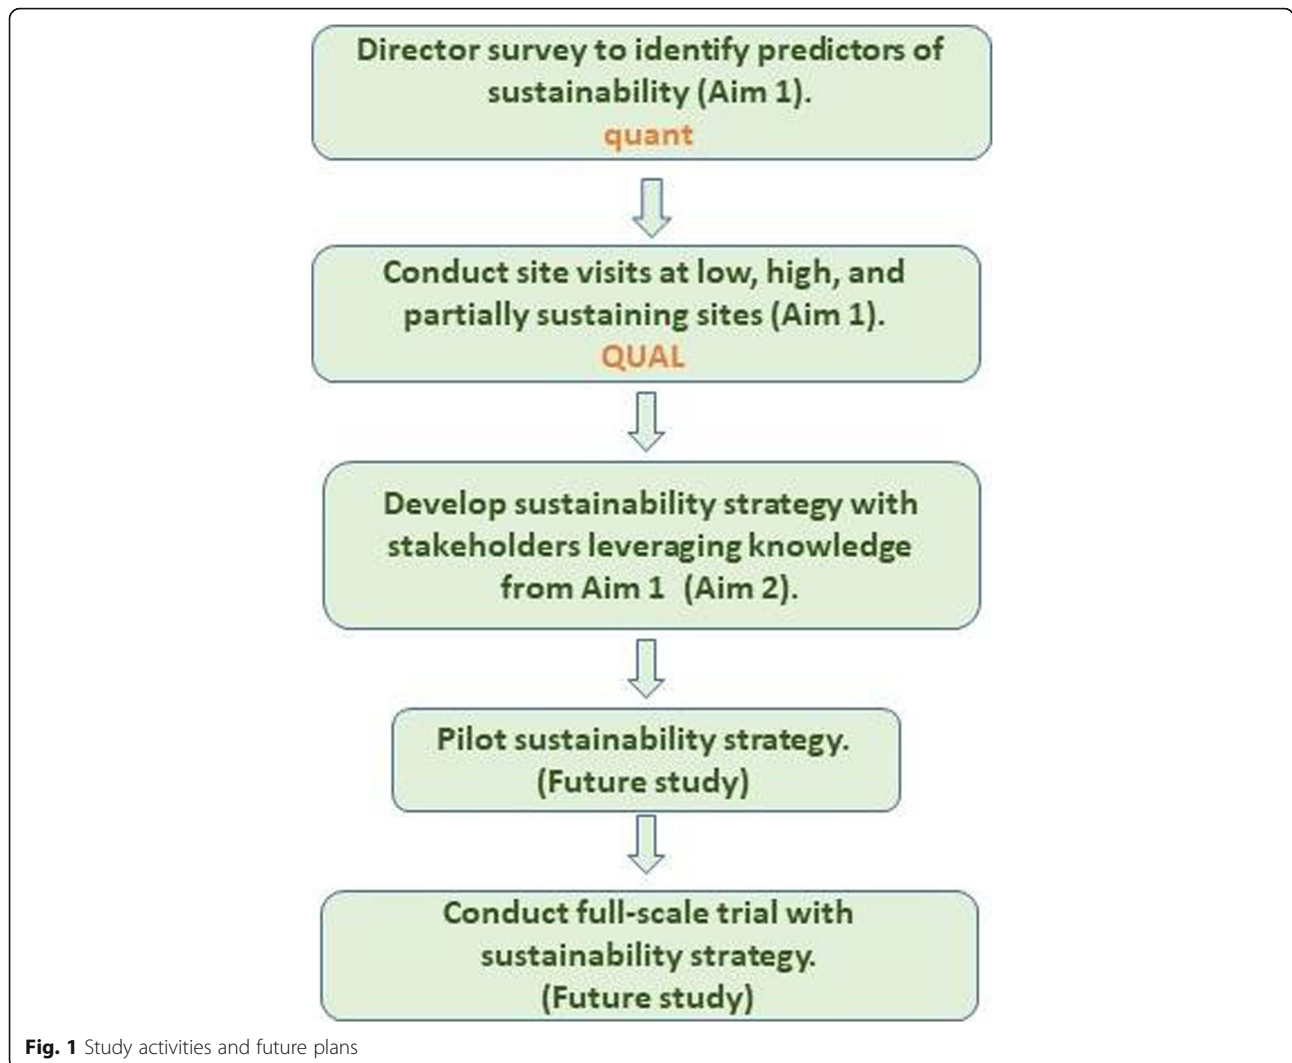 Director survey to identify predictors of
sustainability (Aim 1).
quant
Conduct site visits at low, high, and
partially sustaining sites (Aim 1).
QUAL
Develop sustainability strategy with
stakeholders leveraging knowledge
from Aim 1 (Aim 2).
Pilot sustainability strategy.
(Future study)
Conduct full-scale trial with
sustainability strategy.
(Future study)
Fig. 1 Study activities and future plans